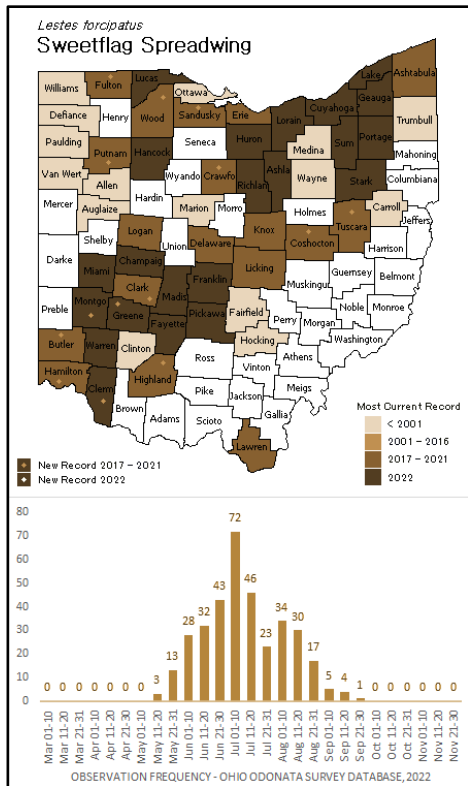 Lestes forcipatus
Sweetflag Spreadwing
Williams Fulton Lucas Ottawa Lake Ashtabula
Geauga
Defiance Henry Wood Sandusky Erie Lorain Cuyahoga Trumbull
Paulding Putnam Hancock Seneca Huron Medina Sum Portage
Mahoning
Van Wert Allen Wyando Crawfo Richlan Ashla Wayne Stark Columbiana
Mercer Auglaize Hardin Marion Morro Holmes Tuscara Carroll Jeffers
Shelby Logan Union Delaware Knox Coshocton Harrison
Darke Miami Champaig Licking Guernsey Belmont
Muskingu
Preble Montgo Clark Madis Franklin Fairfield Perry Noble Monroe
Greene Fayette Pickawa Morgan
Butler Warren Clinton Hocking Washington
Hamilton Ross Athens
Clerm Highland Vinton
Brown Adams Pike Jackson Meigs
Scioto Gallia
Lawren
Most Current Record
< 2001
2001 - 2016
2017 - 2021
2022
New Record 2017 - 2021
New Record 2022
80
70
60
50
40
30
20
10
0
0 0 0 0 0 0 0 3 13 28 32 43 72 46 23 34 30 17 5 4 1 0 0 0 0 0 0
Mar 01-10
Mar 11-20
Mar 21-31
Apr 01-10
Apr 11-20
Apr 21-30
May 01-10
May 11-20
May 21-31
Jun 01-10
Jun 11-20
Jun 21-30
Jul 01-10
Jul 11-20
Jul 21-31
Aug 01-10
Aug 11-20
Aug 21-31
Sep 01-10
Sep 11-20
Sep 21-30
Oct 01-10
Oct 11-20
Oct 21-31
Nov 01-10
Nov 11-20
Nov 21-30
OBSERVATION FREQUENCY - OHIO ODONATA SURVEY DATABASE, 2022